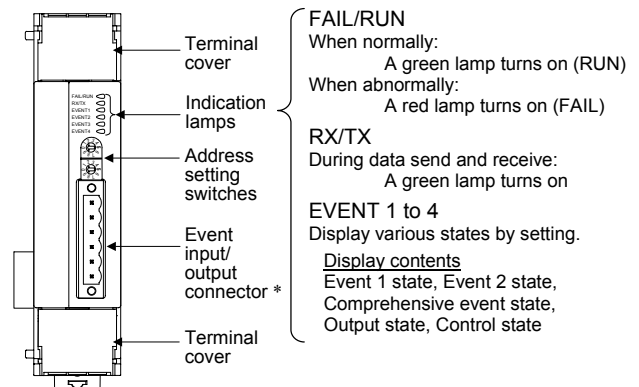 Terminal
cover
FAIL/RUN
RX/TX
EVENT1
EVENT2
EVENT3
EVENT4
Indication
lamps
Address
setting
switches
Event
input/
output
connector *
Terminal
cover
FAIL/RUN
When normally:
A green lamp turns on (RUN)
When abnormally:
A red lamp turns on (FAIL)
RX/TX
During data send and receive:
A green lamp turns on
EVENT 1 to 4
Display various states by setting.
Display contents
Event 1 state, Event 2 state,
Comprehensive event state,
Output state, Control state